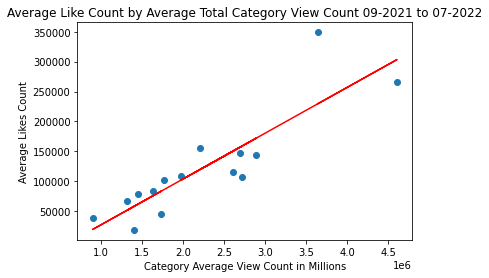 Average Like Count by Average Total Category View Count 09-2021 to 07-2022
350000
300000
250000
200000
150000
100000
50000
Average Likes Count
1.0 1.5 2.0 2.5 3.0 3.5 4.0 4.5
1e6
Category Average View Count in Millions